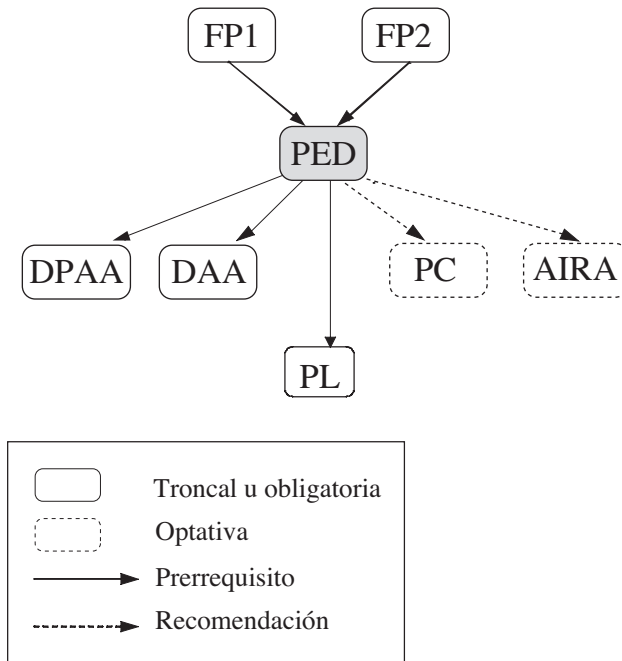 FP1 FP2
PED
DPAA DAA PC AIRA
PL
Troncal u obligatoria
Optativa
Prerrequisito
Recomendación